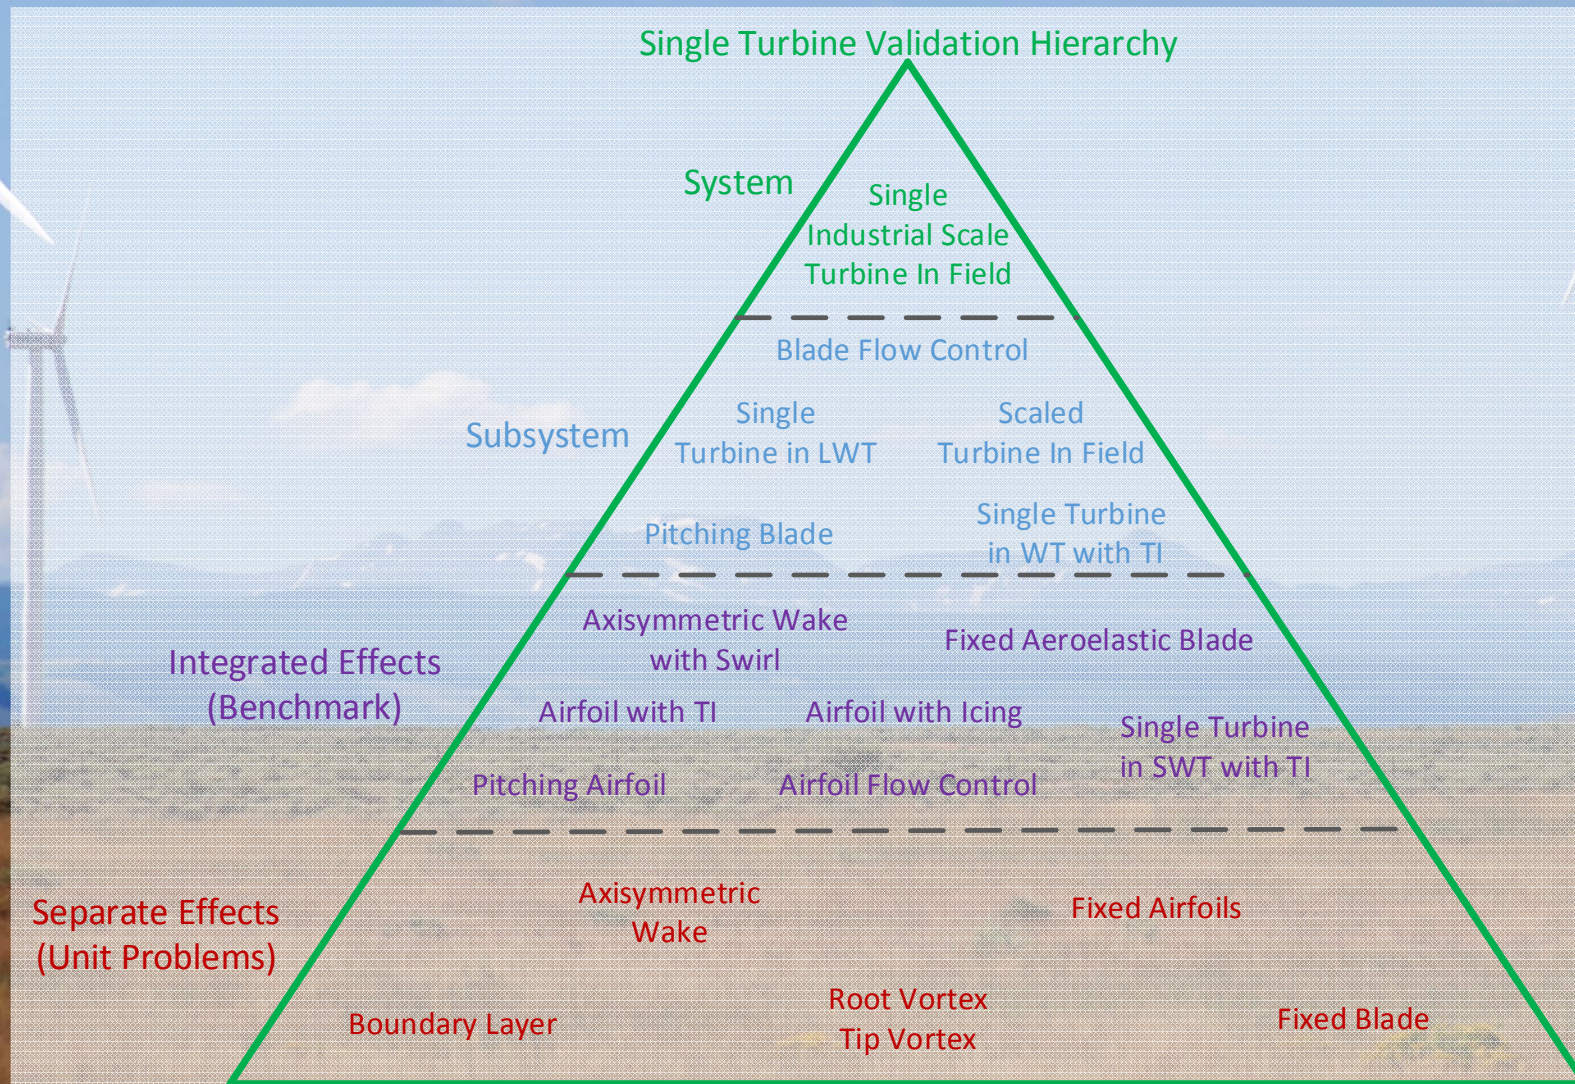 Single Turbine Validation Hierarchy
System
Single
Industrial Scale
Turbine In Field
Blade Flow Control
Subsystem
Single
Turbine in LWT
Scaled
Turbine In Field
Pitching Blade
Single Turbine
in WT with TI
Integrated Effects
(Benchmark)
Axisymmetric Wake
with Swirl
Fixed Aeroelastic Blade
Airfoil with TI
Airfoil with Icing
Single Turbine
in SWT with TI
Pitching Airfoil
Airfoil Flow Control
Separate Effects
(Unit Problems)
Axisymmetric
Wake
Fixed Airfoils
Boundary Layer
Root Vortex
Tip Vortex
Fixed Blade